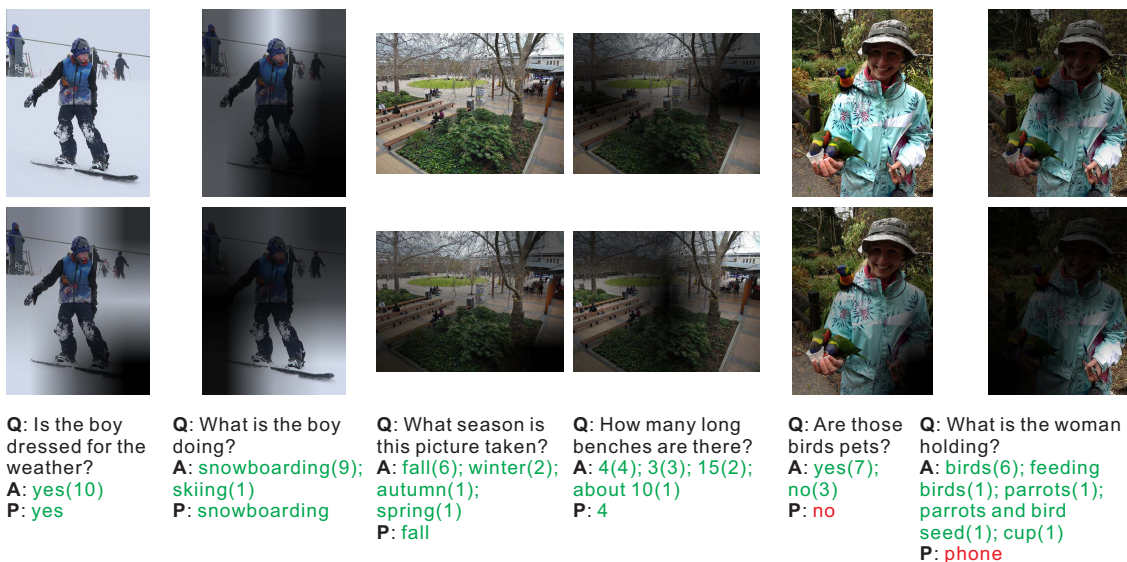 Q: Is the boy
dressed for the
weather?
A: yes(10)
P: yes
Q: What is the boy
doing?
A: snowboarding(9);
skiing(1)
P: snowboarding
Q: What season is
this picture taken?
A: fall(6); winter(2);
autumn(1);
spring(1)
P: fall
Q: How many long
benches are there?
A: 4(4); 3(3); 15(2);
about 10(1)
P: 4
Q: Are those
birds pets?
A: yes(7);
no(3)
P: no
Q: What is the woman
holding?
A: birds(6); feeding
birds(1); parrots(1);
parrots and bird
seed(1); cup(1)
P: phone